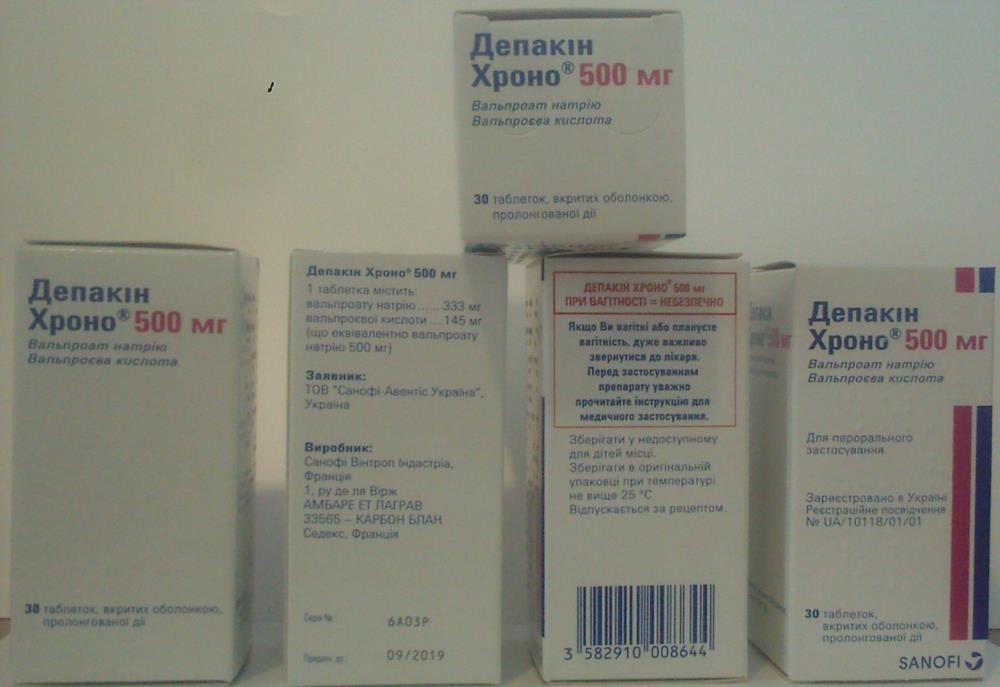 Депакін
Хроно® 500 мг
Вальпроат натрію
Вальпроєва кислота
30 таблеток, вкритих оболонкою,
пролонгованої дії
Депакін
Хроно® 500 мг
Вальпроат натрію
Вальпроєва кислота
30 таблеток, вкритих оболонкою,
пролонгованої дії
Депакін Хроно® 500 мг
1 таблетка містить:
вальпроату натрію ..... 333 мг
вальпроєвої кислоти ... 145 мг
(що еквівалентно вальпроату
натрію 500 мг)
Заявник:
ТОВ "Санофі-Авентіс Україна",
Україна
Виробник:
Санофі Вінтроп Індастріа,
Франція
1, ру де ля Вірж
АМБАРЕ ЕТ ЛАГРАВ
33565 – КАРБОН БЛАН
Седекс, Франція
Серія № 6A03P
Придатн. до: 09/2019
ДЕПАКІН ХРОНО® 500 мг
ПРИ ВАГІТНОСТІ = НЕБЕЗПЕЧНО
Якщо Ви вагітні або плануєте
вагітність, дуже важливо
звернутися до лікаря.
Перед застосуванням
препарату уважно
прочитайте інструкцію для
медичного застосування.
Зберігати у недоступному
для дітей місці.
Зберігати в оригінальній
упаковці при температурі
не вище 25 °C
Відпускається за рецептом.
3 582910 008644
Депакін
Хроно® 500 мг
Вальпроат натрію
Вальпроєва кислота
Для перорального
застосування
Зареєстровано в Україні
Реєстраційне посвідчення
№ UA/10118/01/01
30 таблеток,
вкритих оболонкою,
пролонгованої дії
SANOFI